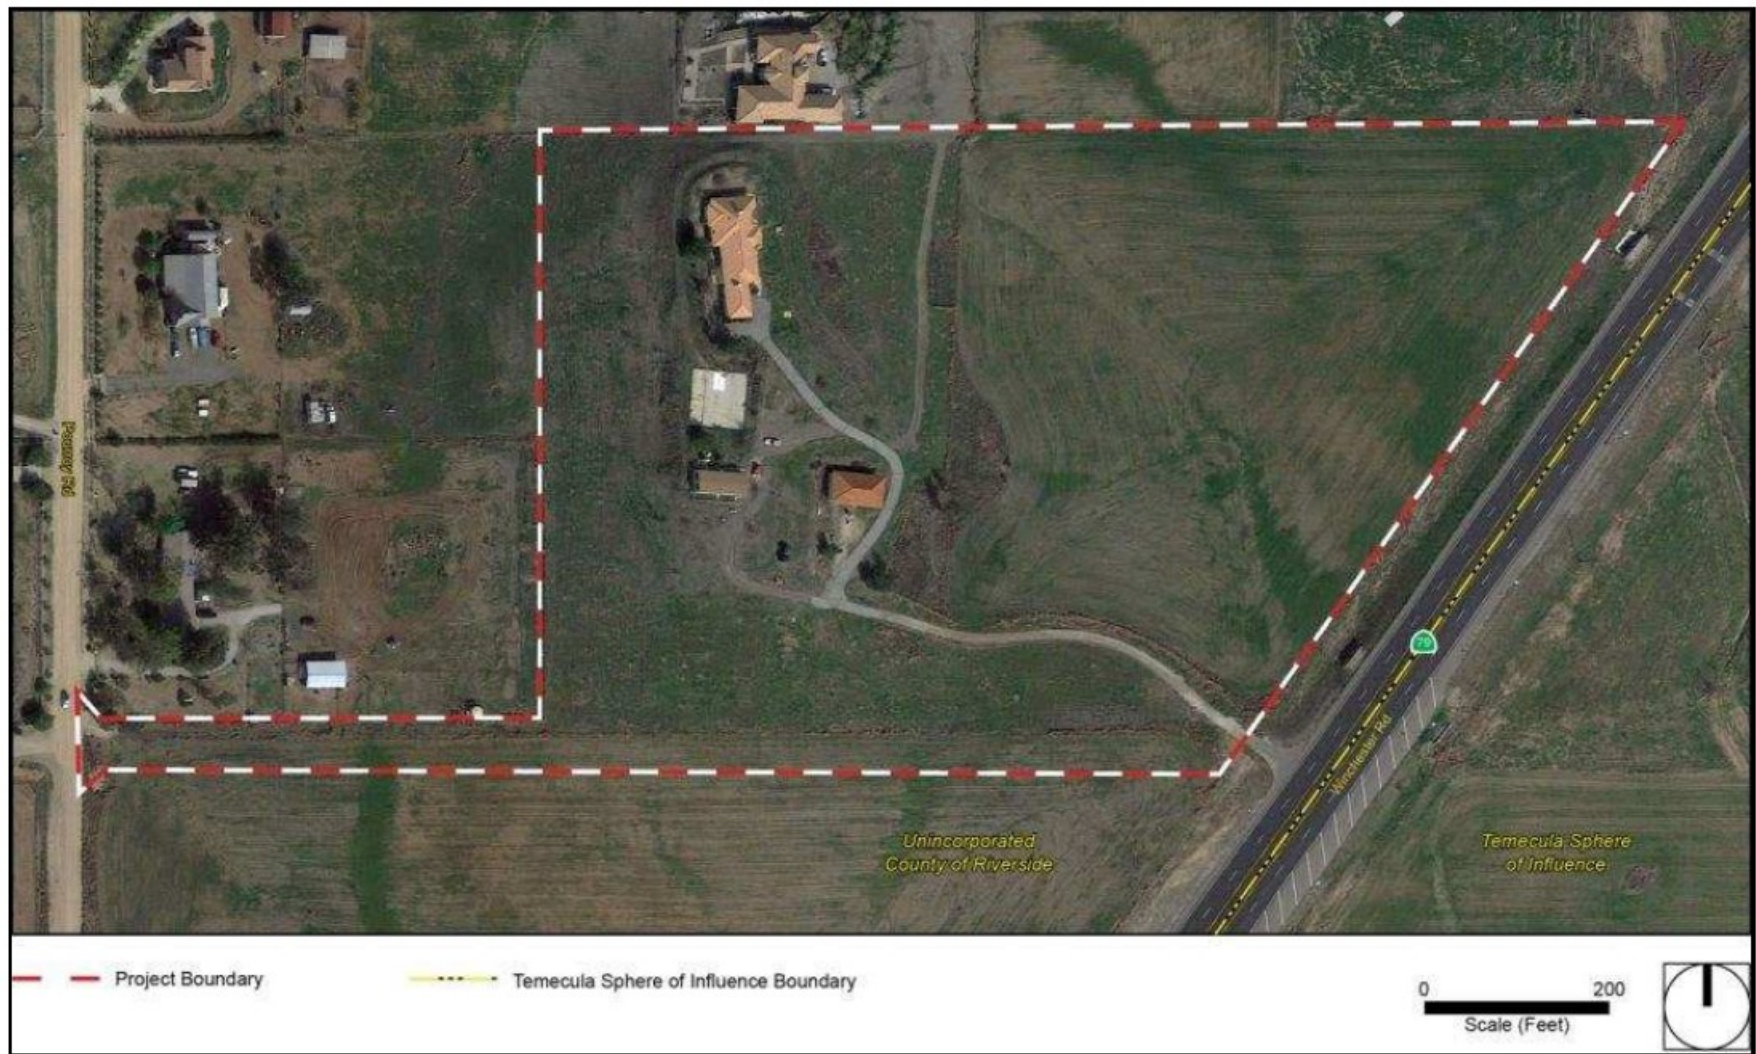 Pourroy Rd
79
Winchester Rd
Unincorporated
County of Riverside
Temecula Sphere
of Influence
Project Boundary
Temecula Sphere of Influence Boundary
0 200
Scale (Feet)